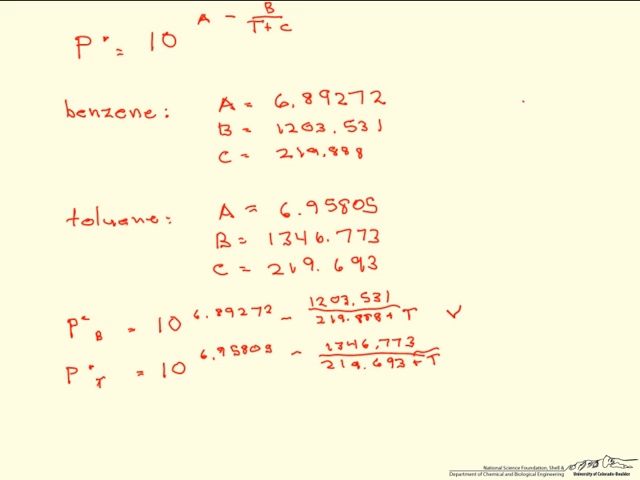 P* = 10^(A - B/(T+C))
benzene: A = 6.89272
B = 1203.531
C = 219.888
toluane: A = 6.95805
B = 1346.773
C = 219.693
P*B = 10^(6.89272 - 1203.531/(219.888+T)) ✓
P*T = 10^(6.95805 - 1346.773/(219.693+T))
National Science Foundation, Shell &
Department of Chemical and Biological Engineering
University of Colorado-Boulder